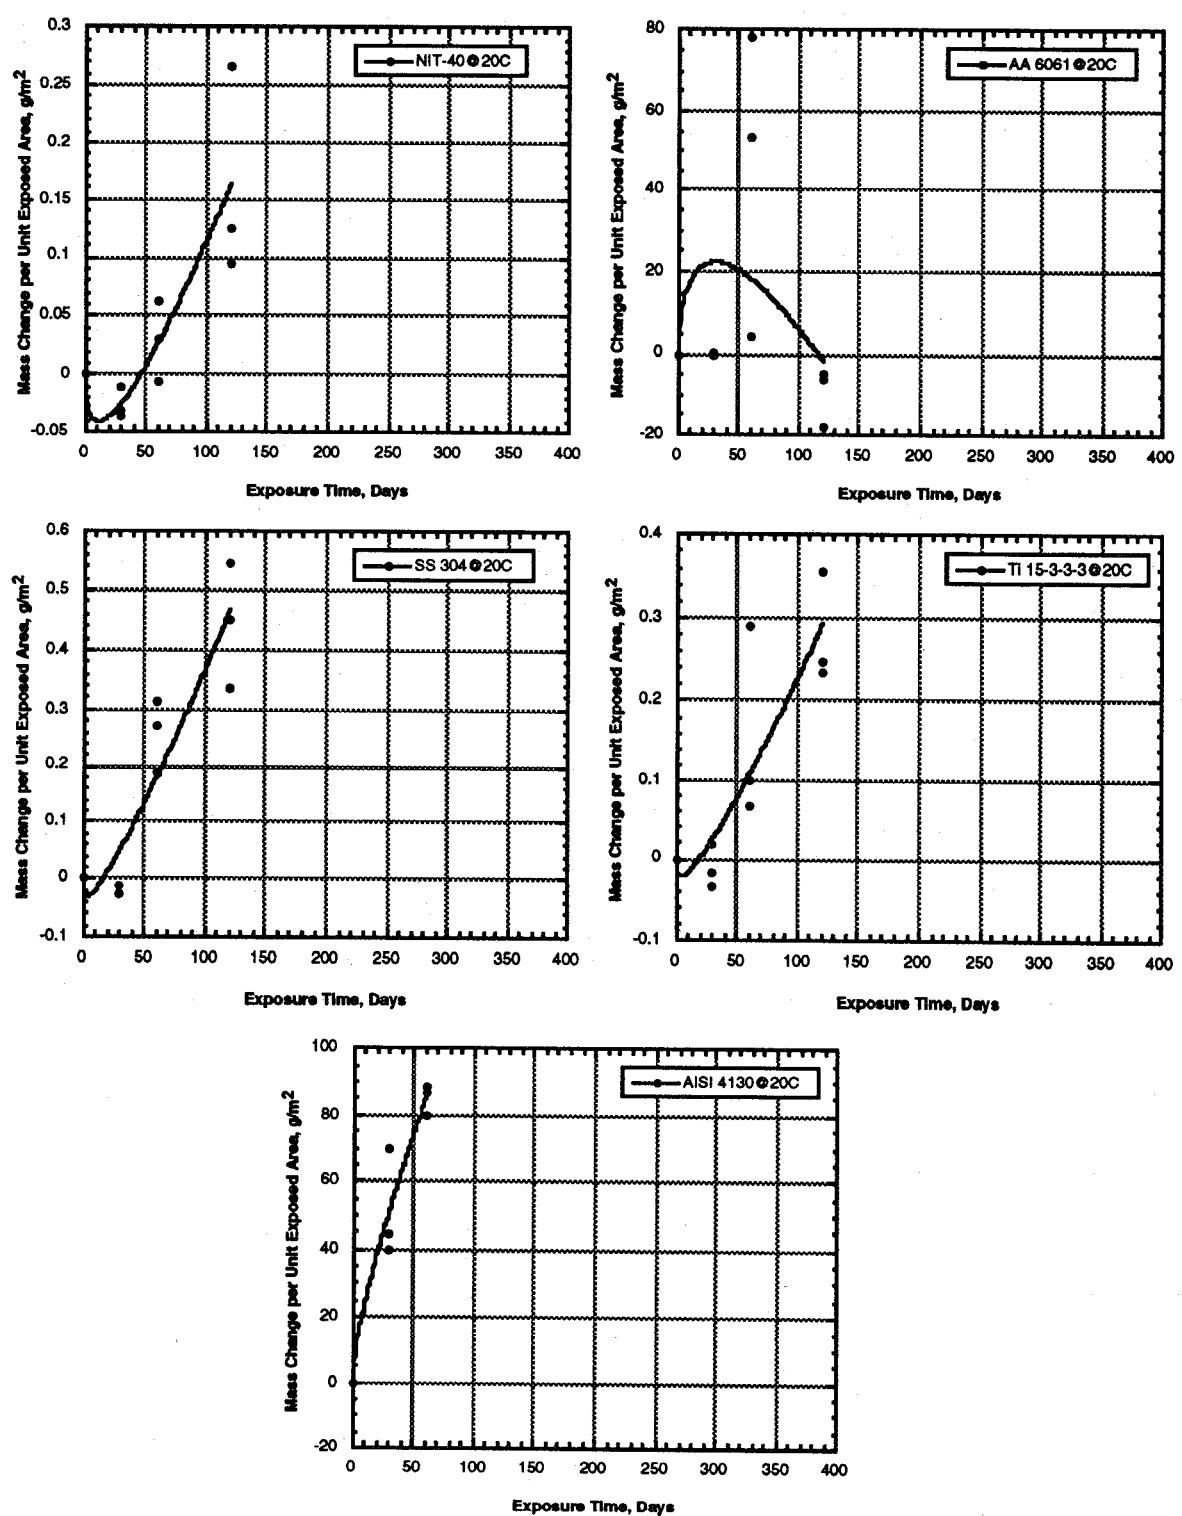 Mass Change per Unit Exposed Area, g/m²
0.3
0.25
0.2
0.15
0.1
0.05
0
-0.05
NIT-40@20C
0 50 100 150 200 250 300 350 400
Exposure Time, Days
Mass Change per Unit Exposed Area, g/m²
80
60
40
20
0
-20
AA 6061@20C
0 50 100 150 200 250 300 350 400
Exposure Time, Days
Mass Change per Unit Exposed Area, g/m²
0.6
0.5
0.4
0.3
0.2
0.1
0
-0.1
SS 304@20C
0 50 100 150 200 250 300 350 400
Exposure Time, Days
Mass Change per Unit Exposed Area, g/m²
0.4
0.3
0.2
0.1
0
-0.1
Ti 15-3-3-3@20C
0 50 100 150 200 250 300 350 400
Exposure Time, Days
Mass Change per Unit Exposed Area, g/m²
100
80
60
40
20
0
-20
AISI 4130@20C
0 50 100 150 200 250 300 350 400
Exposure Time, Days